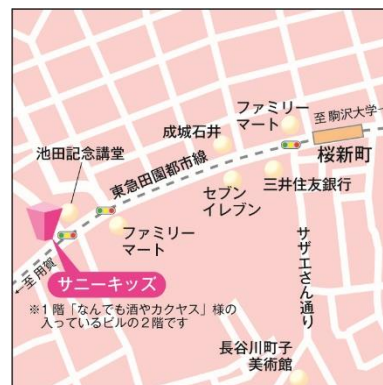 至 駒沢大学→
ファミリー
マート
成城石井
桜新町
池田記念講堂
東急田園都市線
三井住友銀行
セブン
イレブン
ファミリー
マート
サザエさん通り
←至用賀
サニーキッズ
※1階「なんでも酒やカクヤス」様の
入っているビルの2階です
長谷川町子
美術館